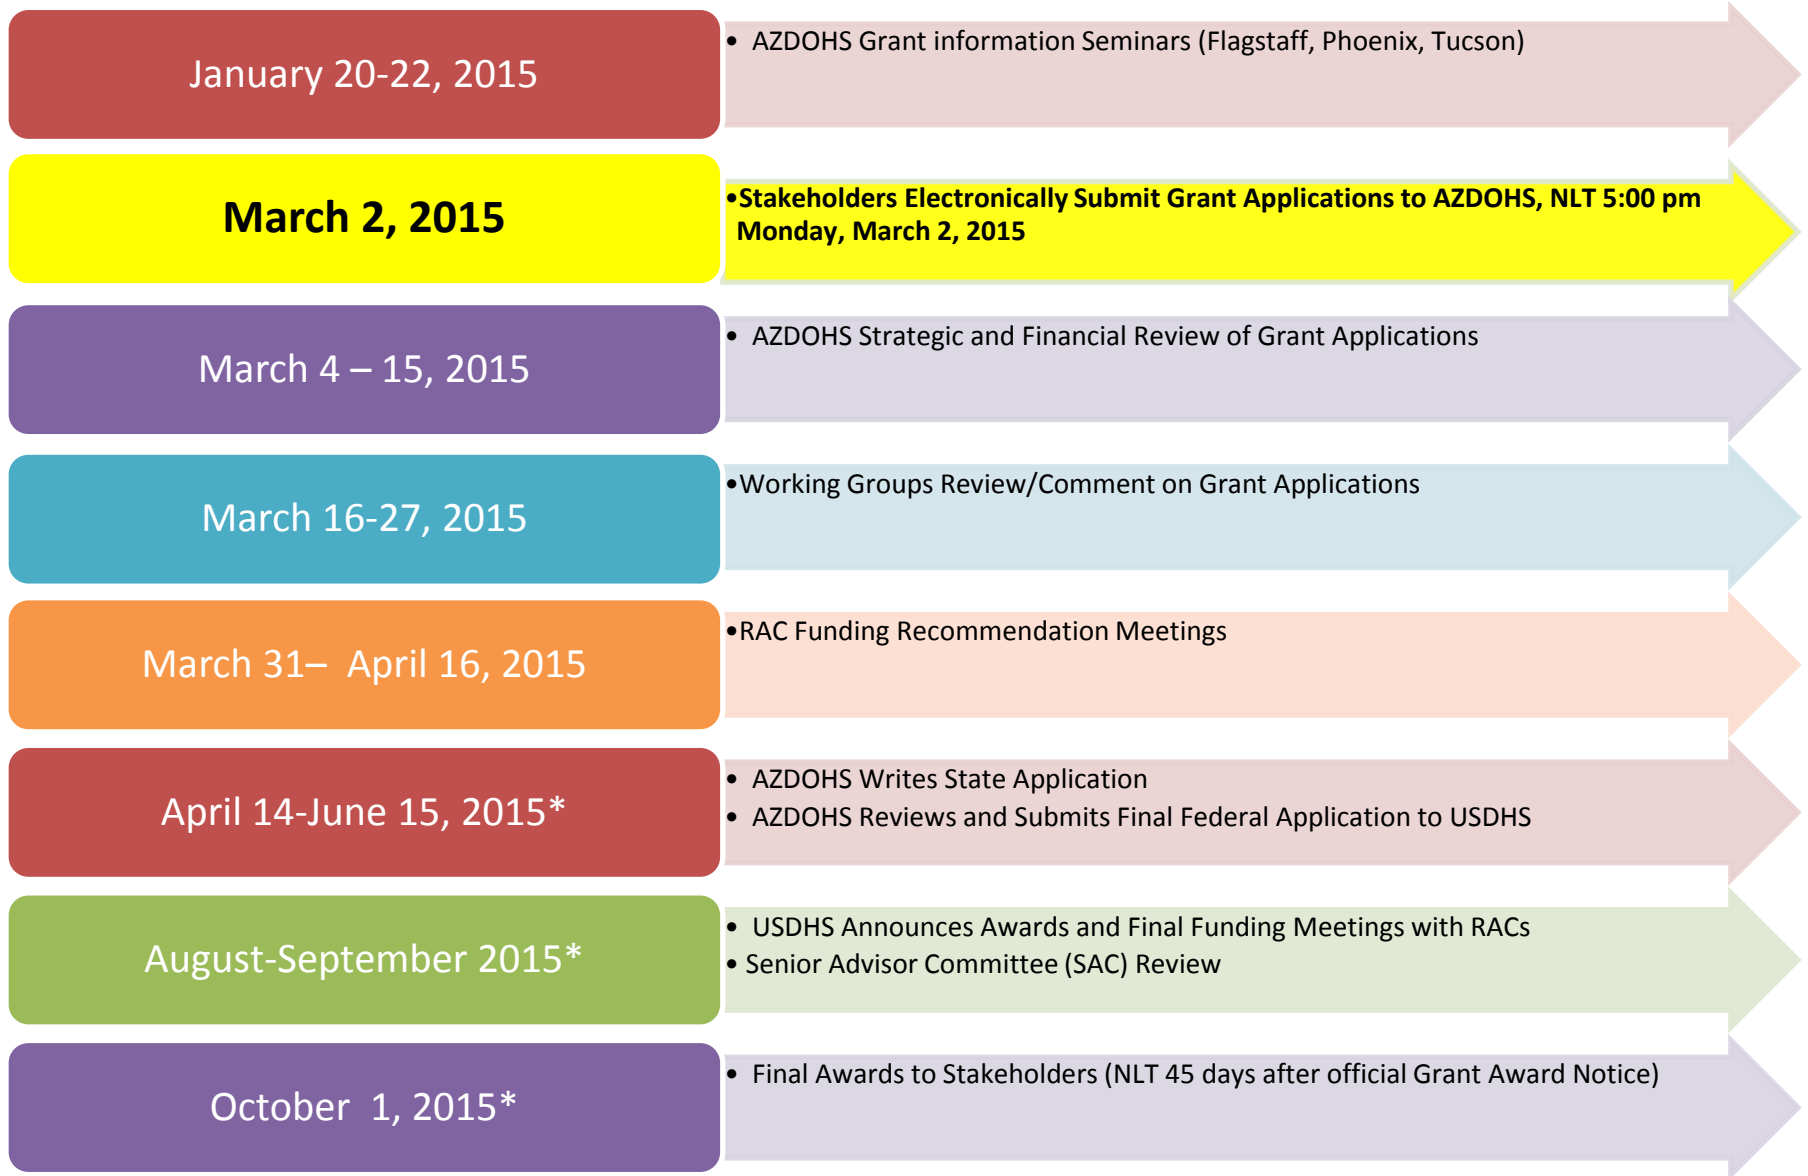 January 20-22, 2015
• AZDOHS Grant information Seminars (Flagstaff, Phoenix, Tucson)
March 2, 2015
•Stakeholders Electronically Submit Grant Applications to AZDOHS, NLT 5:00 pm
Monday, March 2, 2015
March 4 – 15, 2015
• AZDOHS Strategic and Financial Review of Grant Applications
March 16-27, 2015
•Working Groups Review/Comment on Grant Applications
March 31– April 16, 2015
•RAC Funding Recommendation Meetings
April 14-June 15, 2015*
• AZDOHS Writes State Application
• AZDOHS Reviews and Submits Final Federal Application to USDHS
August-September 2015*
• USDHS Announces Awards and Final Funding Meetings with RACs
• Senior Advisor Committee (SAC) Review
October 1, 2015*
• Final Awards to Stakeholders (NLT 45 days after official Grant Award Notice)